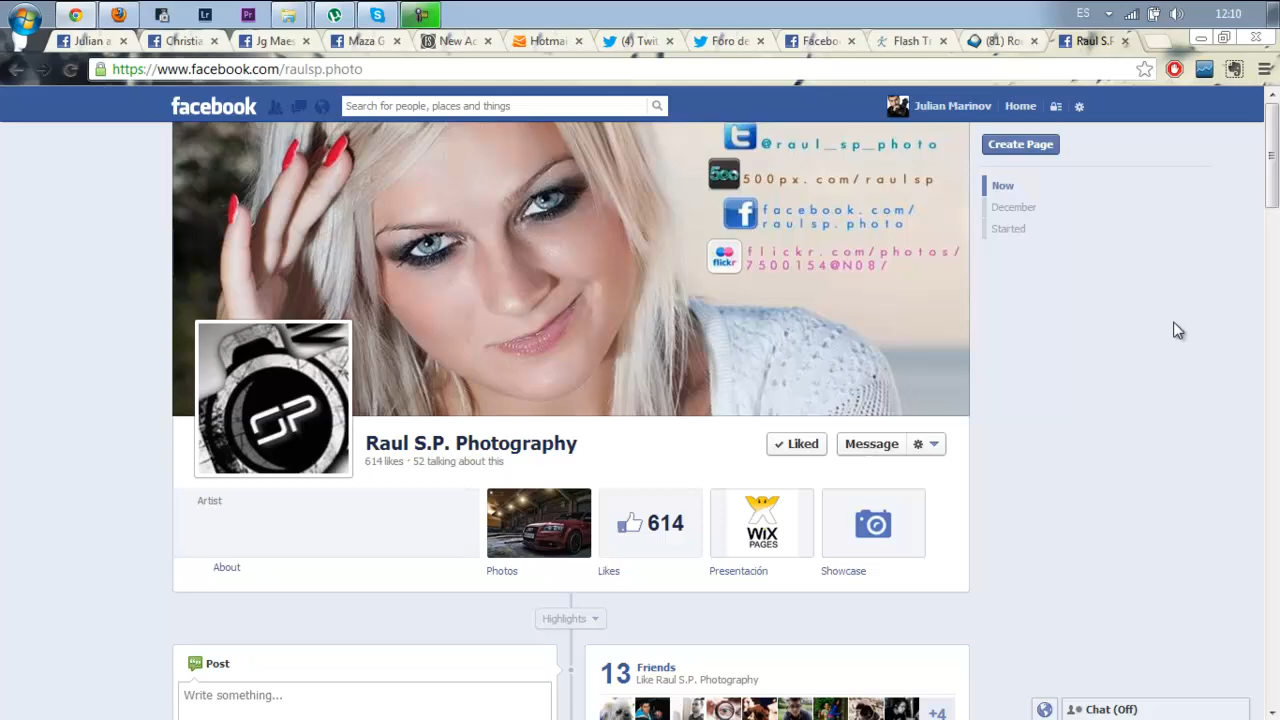 ES 12:10
Julian a
Christia
Jg Maes
Maza G
New Ac
Hotmai
(4) Twit
Foro de
Facebo
Flash Tr
(81) Ro
Raul S.P.
https://www.facebook.com/raulsp.photo
facebook
Search for people, places and things
Julian Marinov Home
@raul_sp_photo
500px.com/raulsp
facebook.com/
raulsp.photo
flickr
flickr.com/photos/
7500154@N08/
Create Page
Now
December
Started
SP
Raul S.P. Photography
614 likes · 52 talking about this
Liked
Message
Artist
About
614
WiX
PAGES
Photos
Likes
Presentación
Showcase
Highlights
Post
Write something...
13 Friends
Like Raul S.P. Photography
+4
Chat (Off)